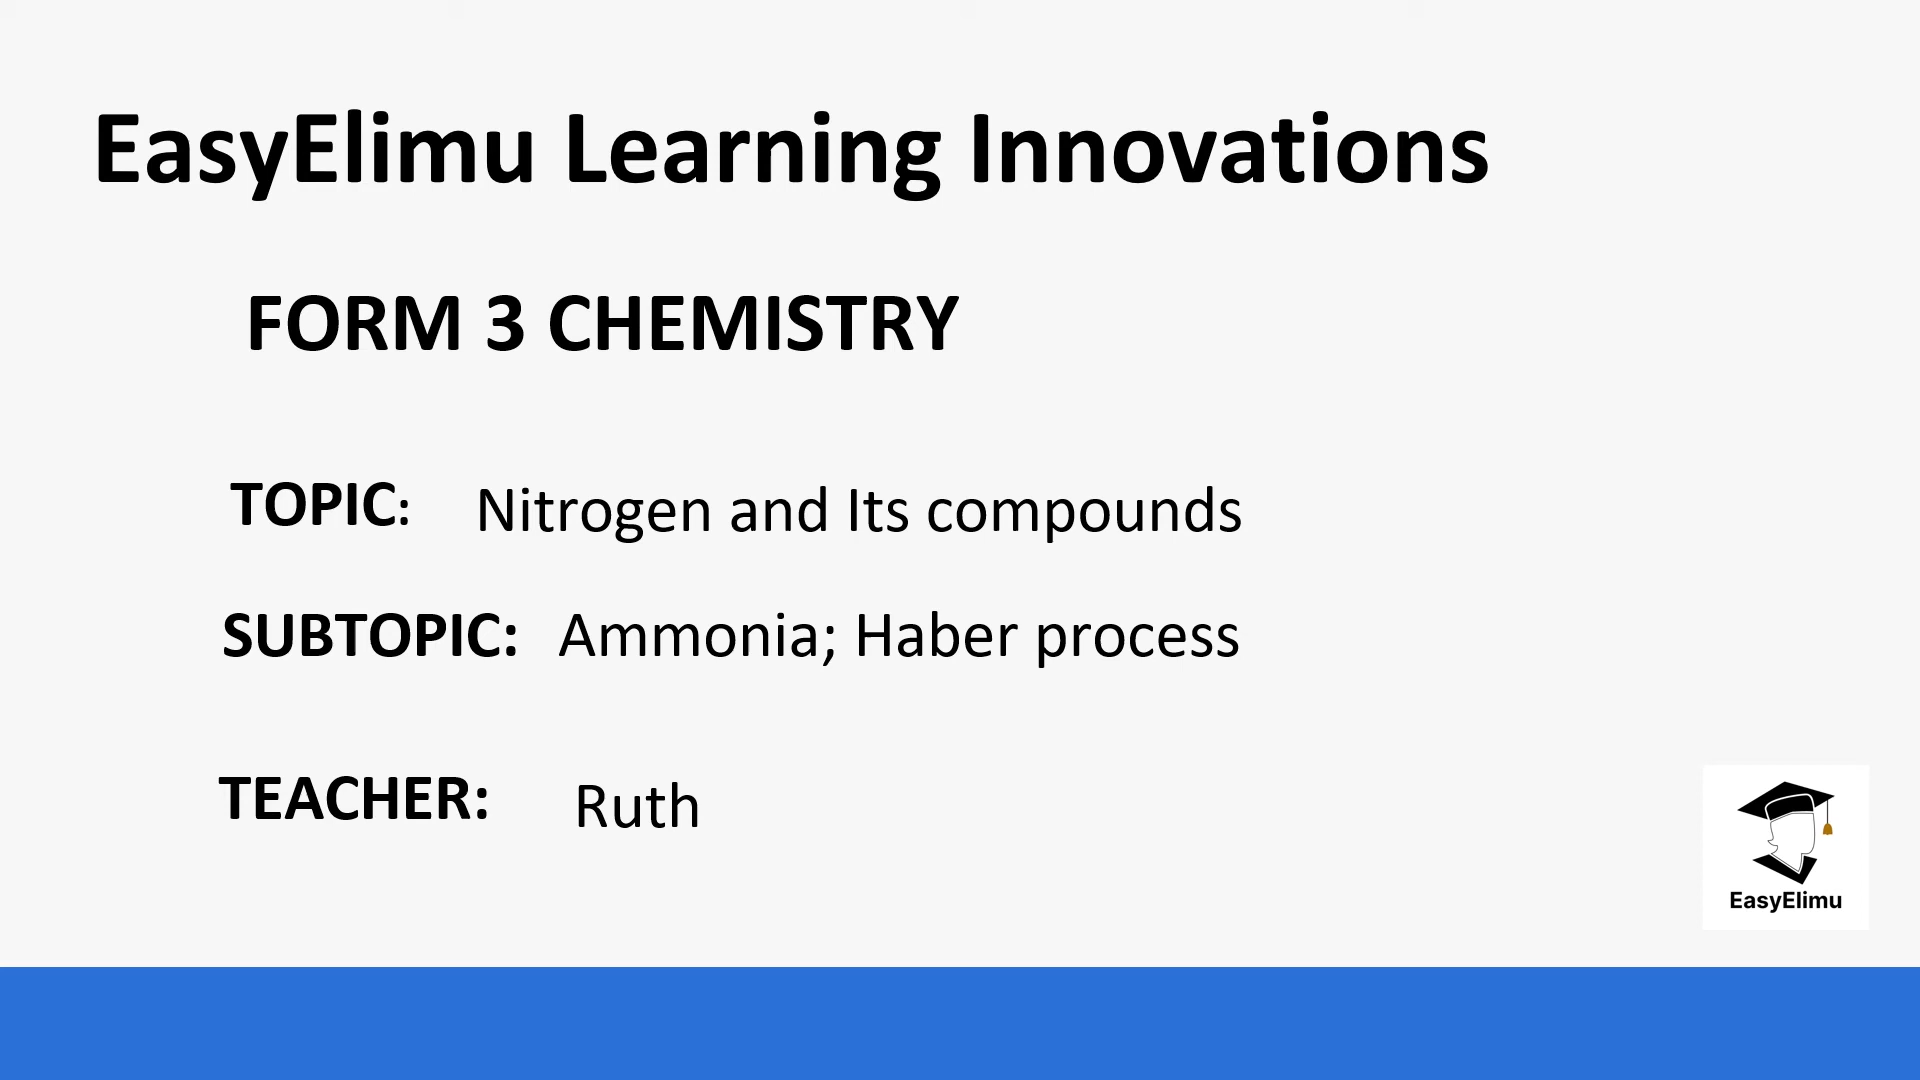 EasyElimu Learning Innovations
FORM 3 CHEMISTRY
TOPIC: Nitrogen and Its compounds
SUBTOPIC: Ammonia; Haber process
TEACHER: Ruth
EasyElimu